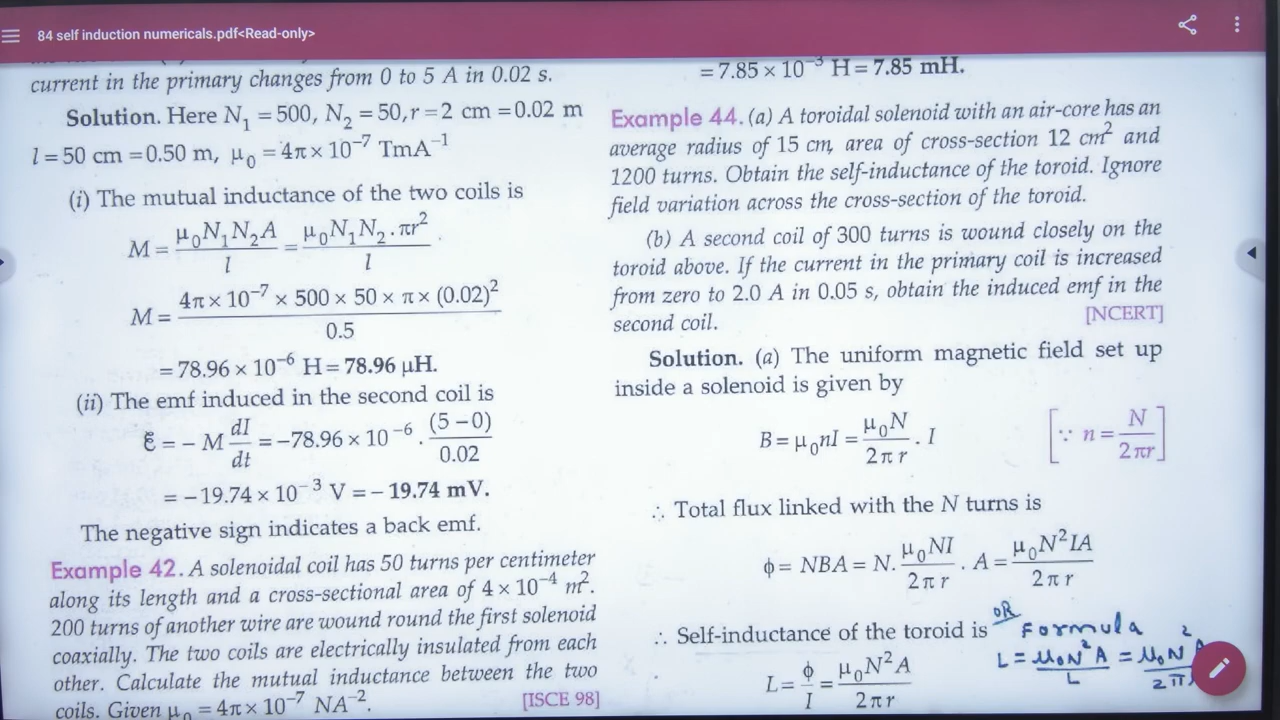 84 self induction numericals.pdf<Read-only>
current in the primary changes from 0 to 5 A in 0.02 s.
Solution. Here N₁ = 500, N₂ = 50, r = 2 cm = 0.02 m
l = 50 cm = 0.50 m, μ₀ = 4π × 10⁻⁷ TmA⁻¹
(i) The mutual inductance of the two coils is
M = μ₀N₁N₂A / l = μ₀N₁N₂ . πr² / l
M = 4π × 10⁻⁷ × 500 × 50 × π × (0.02)² / 0.5
= 78.96 × 10⁻⁶ H = 78.96 μH.
(ii) The emf induced in the second coil is
ℰ = − M dI/dt = −78.96 × 10⁻⁶ . (5 − 0) / 0.02
= −19.74 × 10⁻³ V = − 19.74 mV.
The negative sign indicates a back emf.
Example 42. A solenoidal coil has 50 turns per centimeter
along its length and a cross-sectional area of 4 × 10⁻⁴ m².
200 turns of another wire are wound round the first solenoid
coaxially. The two coils are electrically insulated from each
other. Calculate the mutual inductance between the two
coils. Given μ₀ = 4π × 10⁻⁷ NA⁻². [ISCE 98]
= 7.85 × 10⁻³ H = 7.85 mH.
Example 44. (a) A toroidal solenoid with an air-core has an
average radius of 15 cm, area of cross-section 12 cm² and
1200 turns. Obtain the self-inductance of the toroid. Ignore
field variation across the cross-section of the toroid.
(b) A second coil of 300 turns is wound closely on the
toroid above. If the current in the primary coil is increased
from zero to 2.0 A in 0.05 s, obtain the induced emf in the
second coil. [NCERT]
Solution. (a) The uniform magnetic field set up
inside a solenoid is given by
B = μ₀nI = μ₀N / 2π r . I [∵ n = N / 2πr]
∴ Total flux linked with the N turns is
ϕ = NBA = N. μ₀NI / 2π r . A = μ₀N²IA / 2π r
∴ Self-inductance of the toroid is
L = ϕ / I = μ₀N²A / 2π r
OR
Formula
L = μ₀N²A / L = μ₀N² / 2π